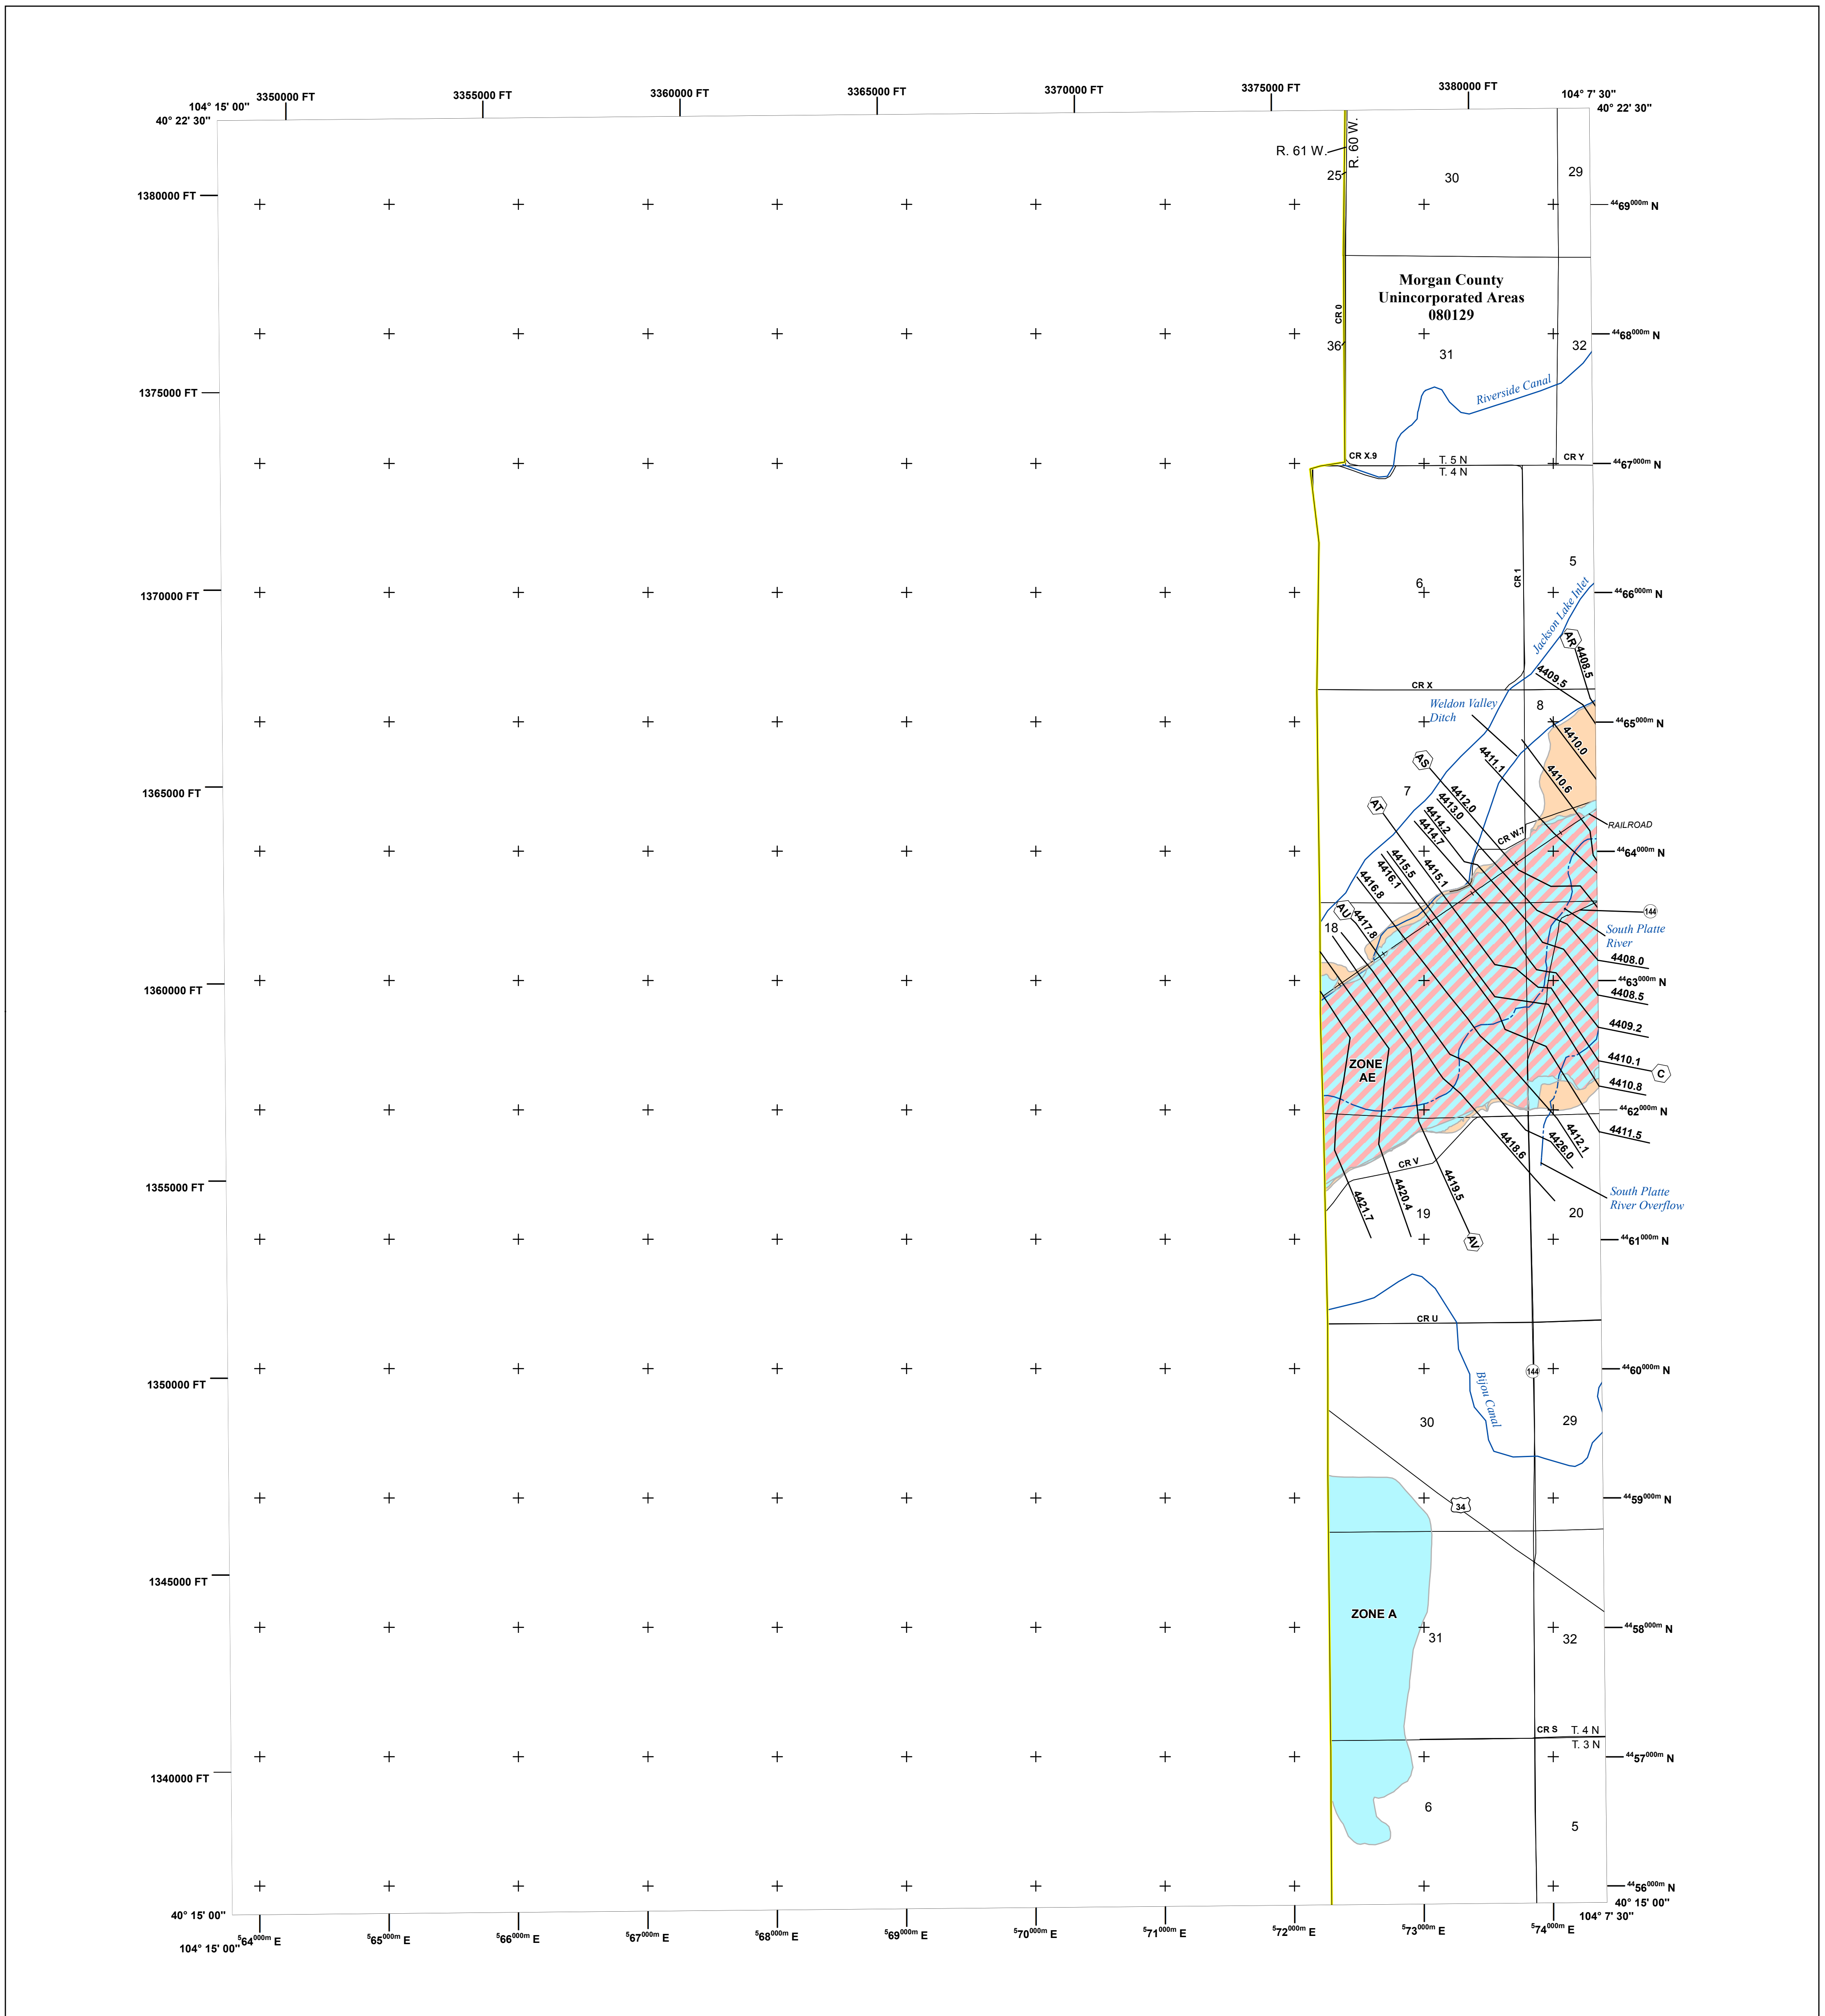 3350000 FT
3355000 FT
3360000 FT
3365000 FT
3370000 FT
3375000 FT
3380000 FT
104° 15' 00"
104° 7' 30"
40° 22' 30"
40° 22' 30"
R. 61 W.
R. 60 W.
25
30
29
1380000 FT
4469000m N
Morgan County
Unincorporated Areas
080129
CR 0
36
31
32
4468000m N
1375000 FT
Riverside Canal
CR X.9
T. 5 N
T. 4 N
CR Y
4467000m N
CR 1
5
6
1370000 FT
4466000m N
Jackson Lake Inlet
AR
4408.5
4409.5
CR X
Weldon Valley
Ditch
8
4465000m N
4410.0
4411.1
4410.6
AS
7
1365000 FT
4412.0
4413.0
4414.2
4414.7
AT
CR W.7
RAILROAD
4464000m N
4415.5
4416.1
4415.1
4416.8
AU
4417.8
144
18
South Platte
River
4408.0
1360000 FT
4463000m N
4408.5
4409.2
4410.1
C
ZONE
AE
4410.8
4462000m N
4411.5
4412.1
4426.0
4418.6
CR V
1355000 FT
4419.5
4420.4
4421.7
South Platte
River Overflow
19
20
AV
4461000m N
CR U
4460000m N
144
1350000 FT
Bijou Canal
30
29
4459000m N
34
1345000 FT
ZONE A
4458000m N
31
32
CR S
T. 4 N
T. 3 N
4457000m N
1340000 FT
6
5
4456000m N
40° 15' 00"
40° 15' 00"
104° 7' 30"
104° 15' 00"
564000m E
565000m E
566000m E
567000m E
568000m E
569000m E
570000m E
571000m E
572000m E
573000m E
574000m E